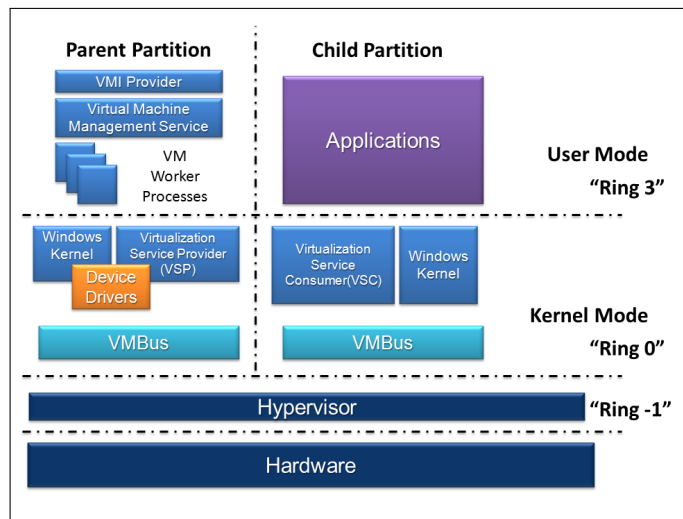 Parent Partition
Child Partition
VMI Provider
Virtual Machine
Management Service
VM
Worker
Processes
Applications
User Mode
“Ring 3”
Windows
Kernel
Virtualization
Service Provider
(VSP)
Device
Drivers
VMBus
Virtualization
Service
Consumer(VSC)
Windows
Kernel
VMBus
Kernel Mode
“Ring 0”
Hypervisor
“Ring -1”
Hardware